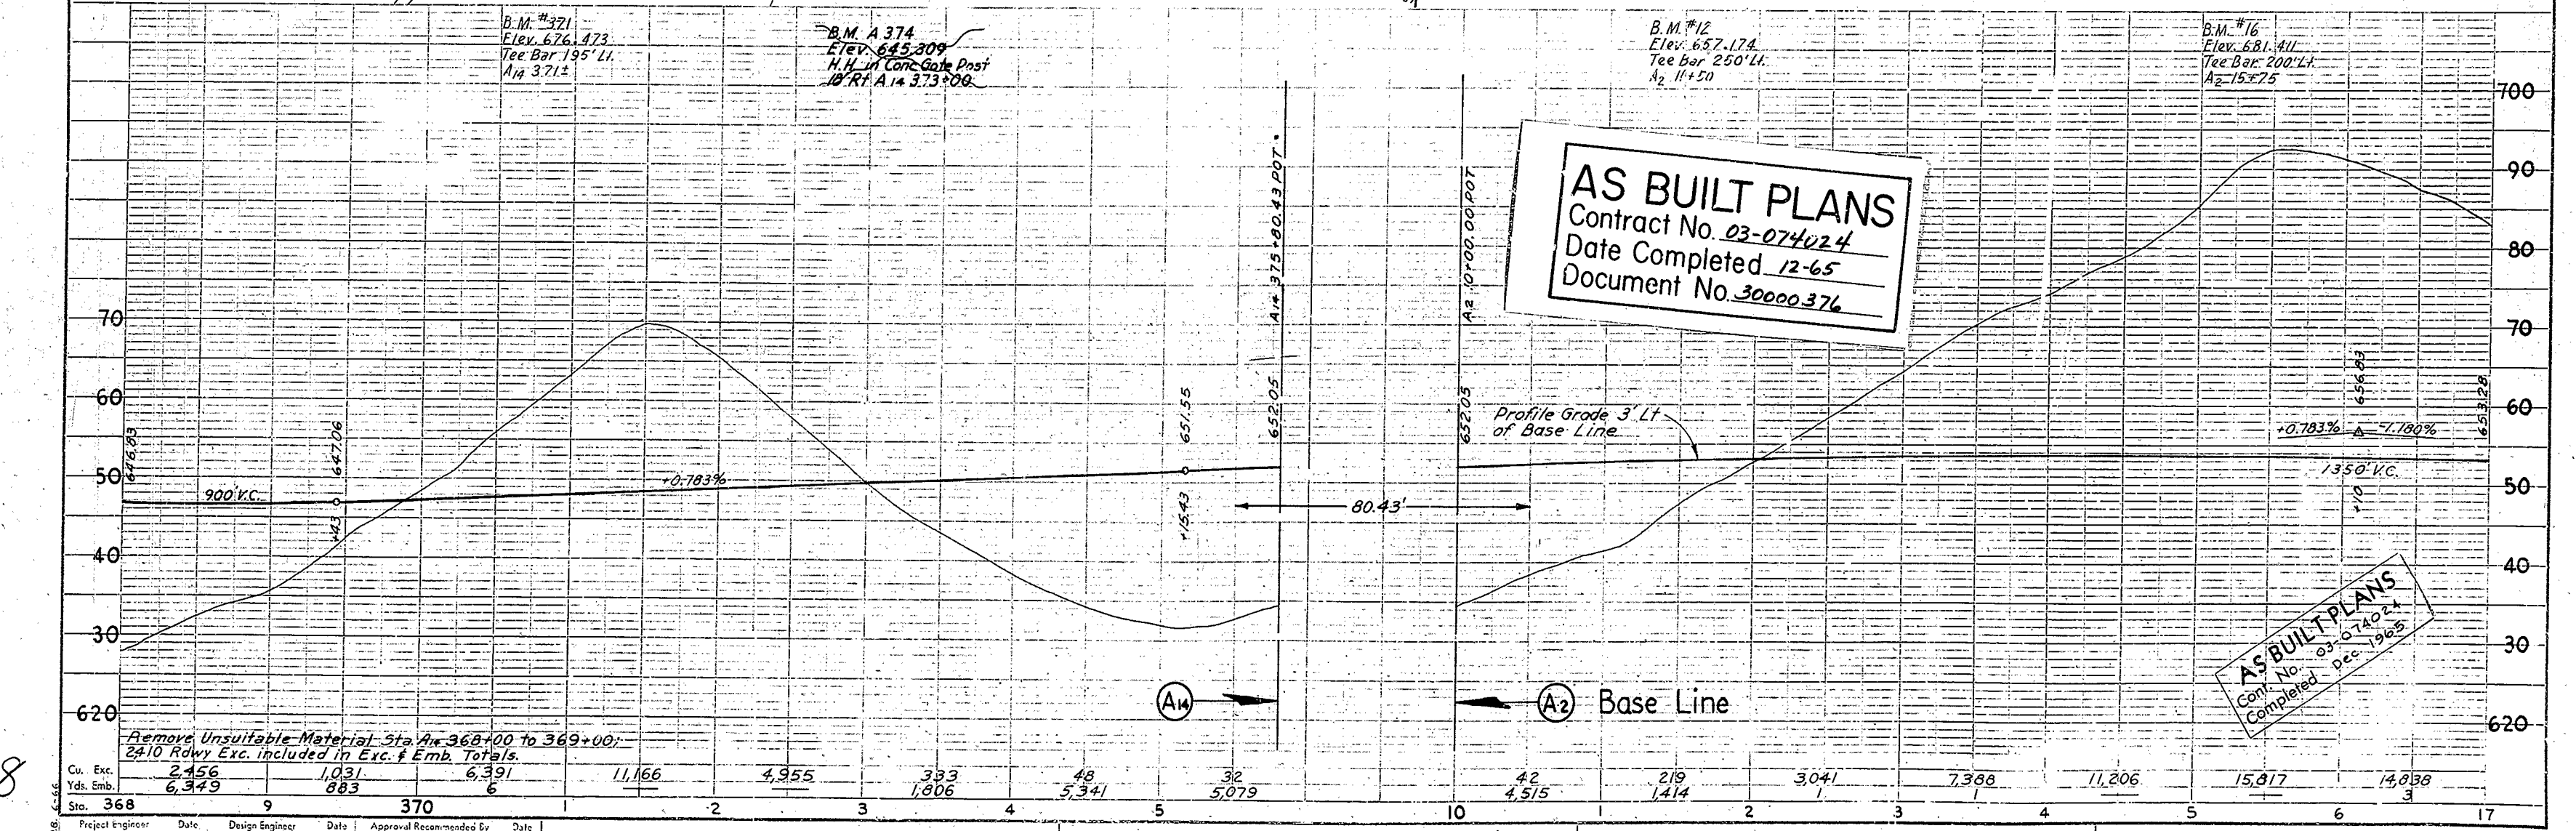 B.M. #371
Elev. 676.473
Tee Bar 195' Lt.
A14 371±
B.M. A 374
Elev. 645.309
H.H. in Conc Gate Post
18' Rt A14 373+00
B.M. #12
Elev. 657.174
Tee Bar 250' Lt.
A2 11+50
B.M. #16
Elev. 681.411
Tee Bar 200' Lt.
A2 15+75
700
90
80
70
60
50
40
30
620
70
60
50
40
30
620
AS BUILT PLANS
Contract No. 03-074024
Date Completed 12-65
Document No. 30000376
A14 375+80.43 POT
A2 10+00.00 POT
646.83
647.06
651.55
652.05
652.05
656.83
653.28
Profile Grade 3' Lt
of Base Line
+0.783% -1.180%
900' V.C.
+0.783%
1350' V.C.
+43
+15.43
80.43'
+10
A14
A2 Base Line
AS BUILT PLANS
Cont. No. 03-074024
Completed Dec. 1965
Remove Unsuitable Material Sta. A14 368+00 to 369+00;
2410 Rdwy Exc. included in Exc. & Emb. Totals.
Cu. Exc. 2,456 1,031 6,391 11,166 4,955 333 48 32 42 219 3,041 7,388 11,206 15,817 14,838
Yds. Emb. 6,349 883 6 — — 1,806 5,341 5,079 4,515 1,414 1 1 — — 3
Sta. 368 9 370 1 2 3 4 5 10 1 2 3 4 5 6 17
Project Engineer Date Design Engineer Date Approval Recommended By Date
8